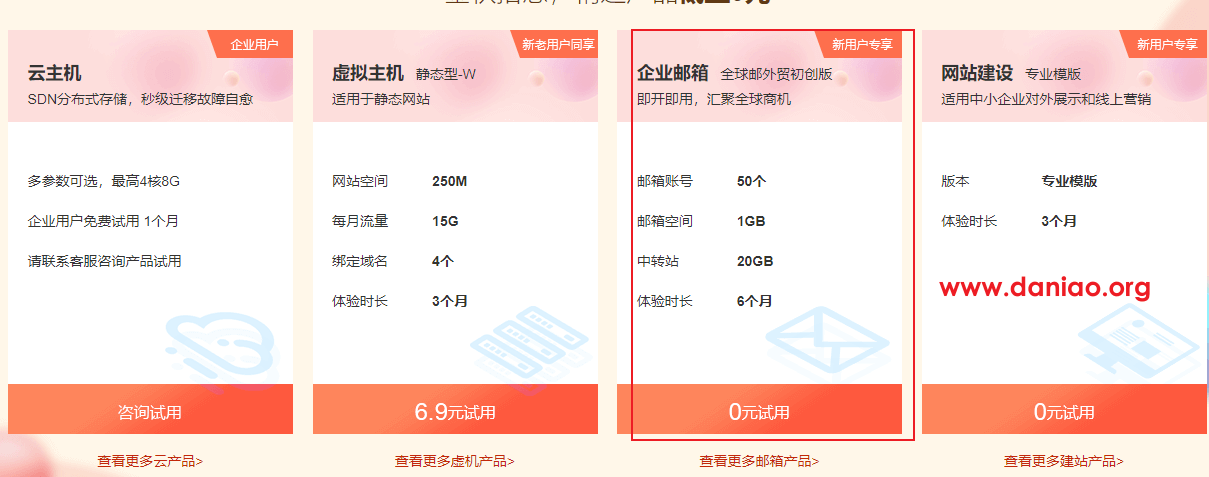 企业用户
云主机
SDN分布式存储，秒级迁移故障自愈
多参数可选，最高4核8G
企业用户免费试用 1个月
请联系客服咨询产品试用
咨询试用
查看更多云产品>
新老用户同享
虚拟主机 静态型-W
适用于静态网站
网站空间 250M
每月流量 15G
绑定域名 4个
体验时长 3个月
6.9元试用
查看更多虚机产品>
新用户专享
企业邮箱 全球邮外贸初创版
即开即用，汇聚全球商机
邮箱账号 50个
邮箱空间 1GB
中转站 20GB
体验时长 6个月
0元试用
查看更多邮箱产品>
新用户专享
网站建设 专业模版
适用中小企业对外展示和线上营销
版本 专业模版
体验时长 3个月
www.daniao.org
0元试用
查看更多建站产品>